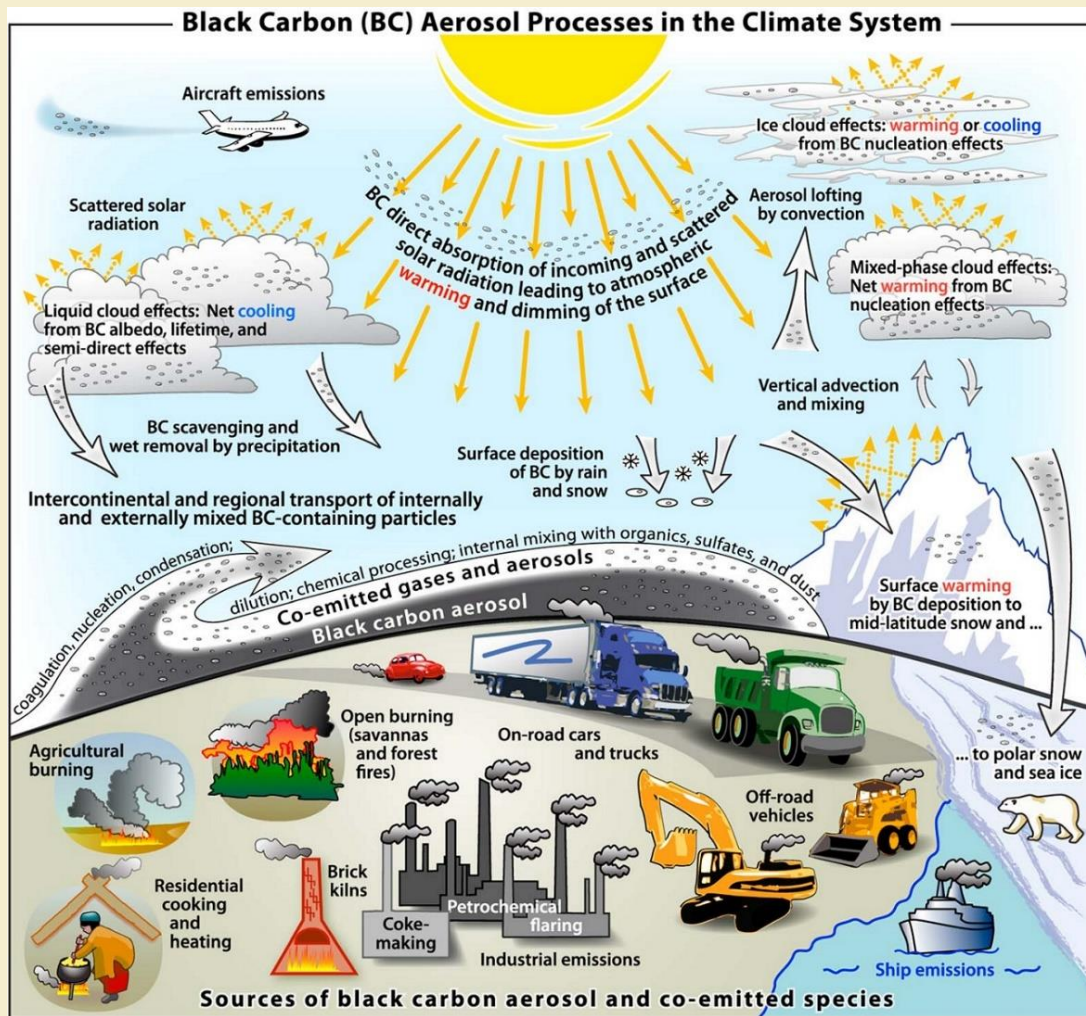 Black Carbon (BC) Aerosol Processes in the Climate System
Aircraft emissions
Ice cloud effects: warming or cooling
from BC nucleation effects
Scattered solar
radiation
BC direct absorption of incoming and scattered
solar radiation leading to atmospheric
warming and dimming of the surface
Aerosol lofting
by convection
Liquid cloud effects: Net cooling
from BC albedo, lifetime, and
semi-direct effects
Mixed-phase cloud effects:
Net warming from BC
nucleation effects
Vertical advection
and mixing
BC scavenging and
wet removal by precipitation
Surface deposition
of BC by rain
and snow
Intercontinental and regional transport of internally
and externally mixed BC-containing particles
coagulation, nucleation, condensation;
dilution; chemical processing; internal mixing with organics, sulfates, and dust
Co-emitted gases and aerosols
Black carbon aerosol
Surface warming
by BC deposition to
mid-latitude snow and ...
... to polar snow
and sea ice
Agricultural
burning
Open burning
(savannas
and forest
fires)
On-road cars
and trucks
Off-road
vehicles
Residential
cooking
and
heating
Brick
kilns
Coke-
making
Petrochemical
flaring
Industrial emissions
Ship emissions
Sources of black carbon aerosol and co-emitted species